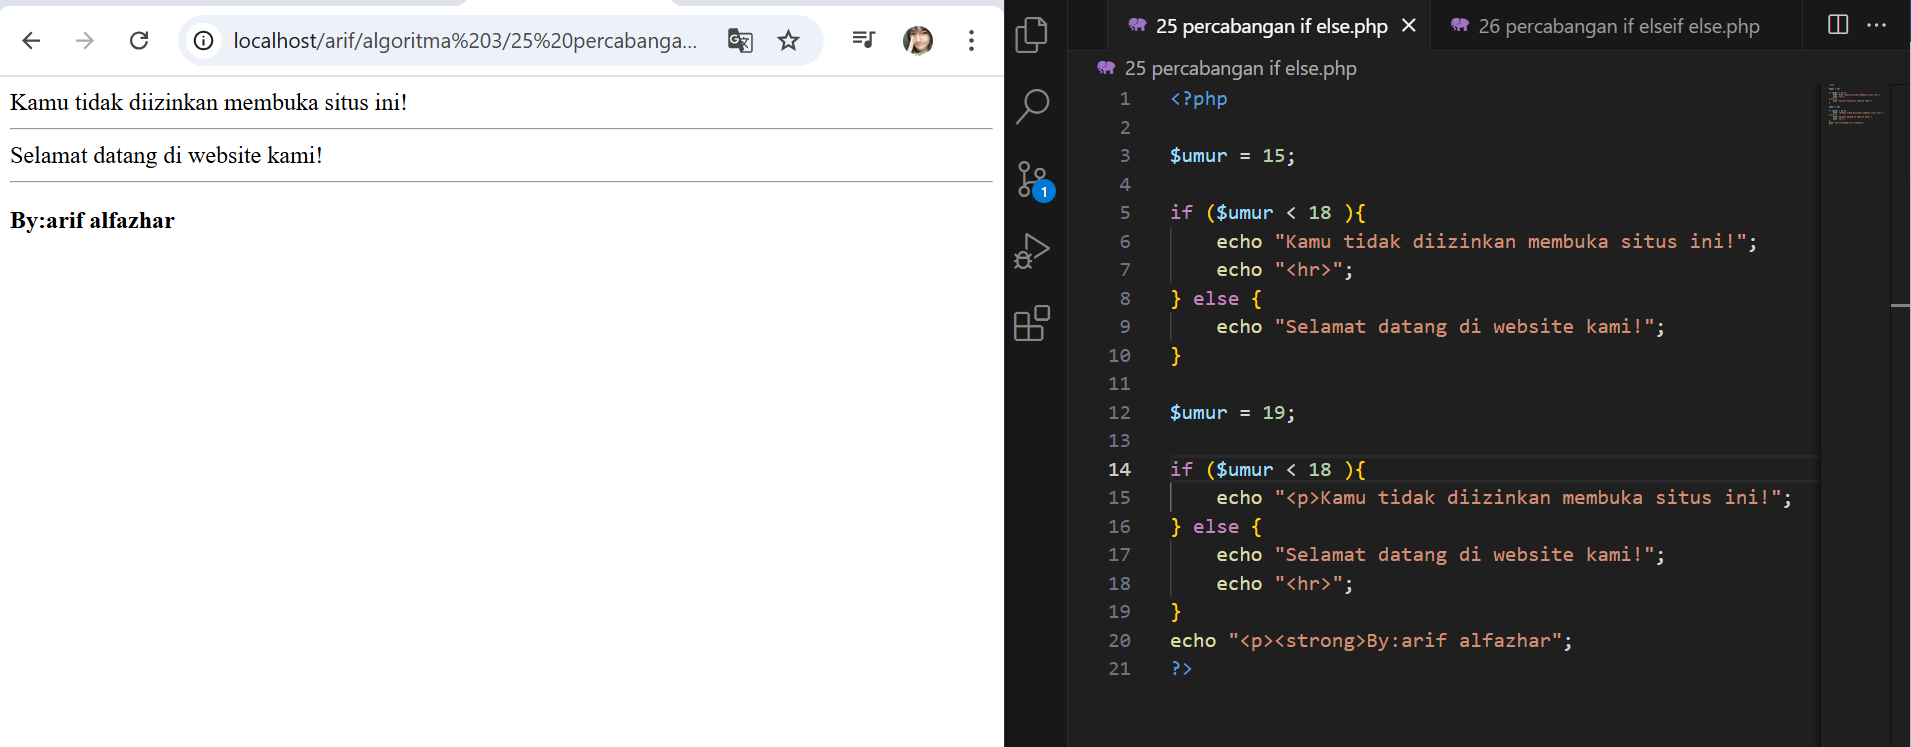 localhost/arif/algoritma%203/25%20percabanga...
Kamu tidak diizinkan membuka situs ini!
Selamat datang di website kami!
By:arif alfazhar
1
25 percabangan if else.php
26 percabangan if elseif else.php
25 percabangan if else.php
1 <?php
2
3 $umur = 15;
4
5 if ($umur < 18 ){
6     echo "Kamu tidak diizinkan membuka situs ini!";
7     echo "<hr>";
8 } else {
9     echo "Selamat datang di website kami!";
10 }
11
12 $umur = 19;
13
14 if ($umur < 18 ){
15     echo "<p>Kamu tidak diizinkan membuka situs ini!";
16 } else {
17     echo "Selamat datang di website kami!";
18     echo "<hr>";
19 }
20 echo "<p><strong>By:arif alfazhar";
21 ?>